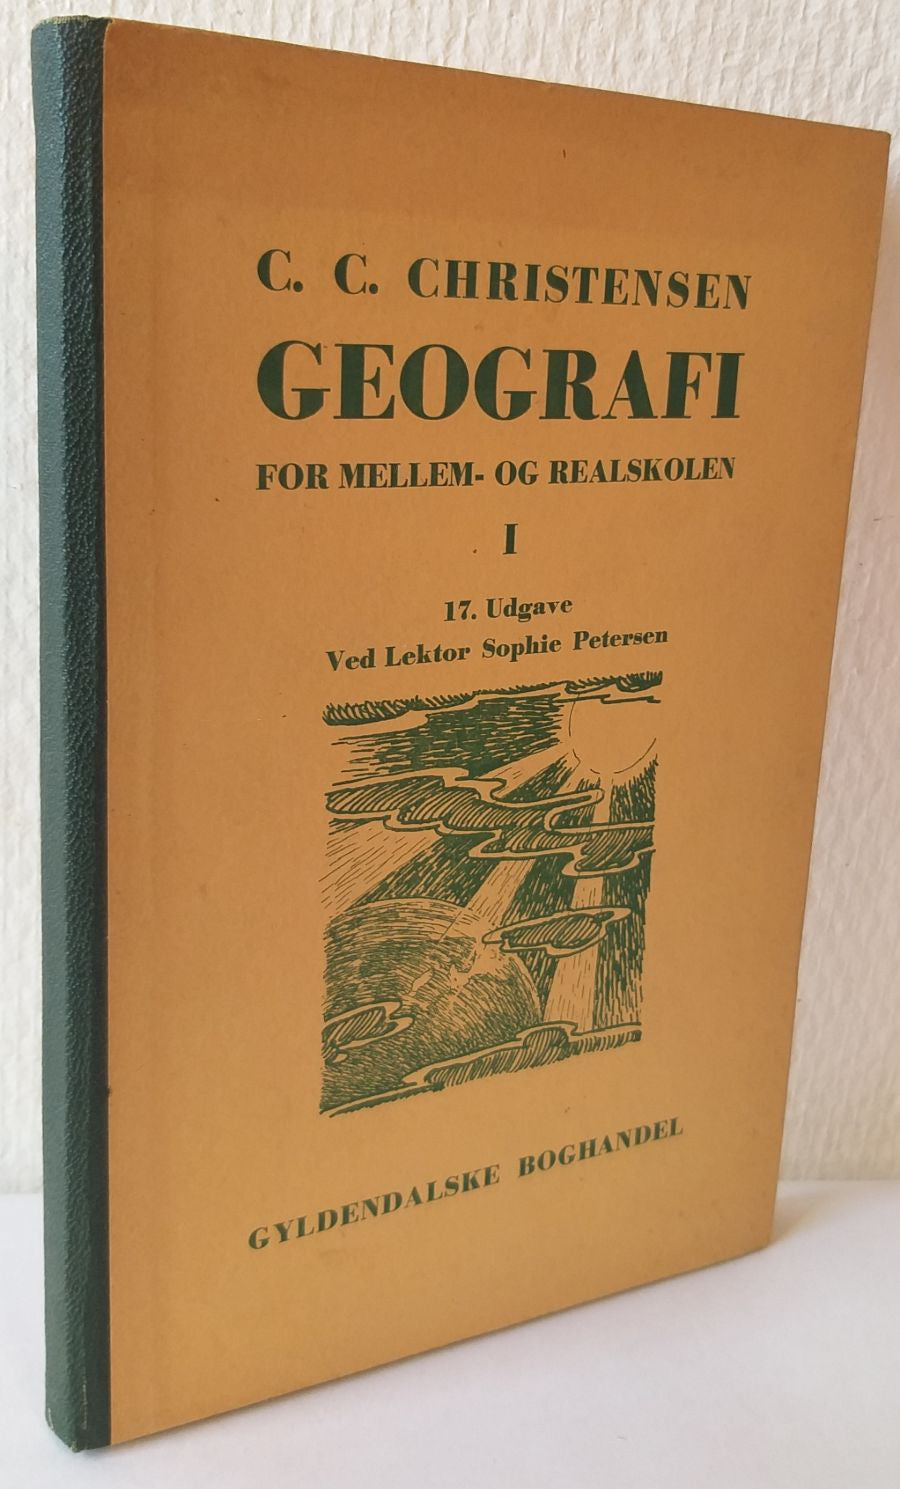 C. C. CHRISTENSEN
GEOGRAFI
FOR MELLEM- OG REALSKOLEN
I
17. Udgave
Ved Lektor Sophie Petersen
GYLDENDALSKE BOGHANDEL